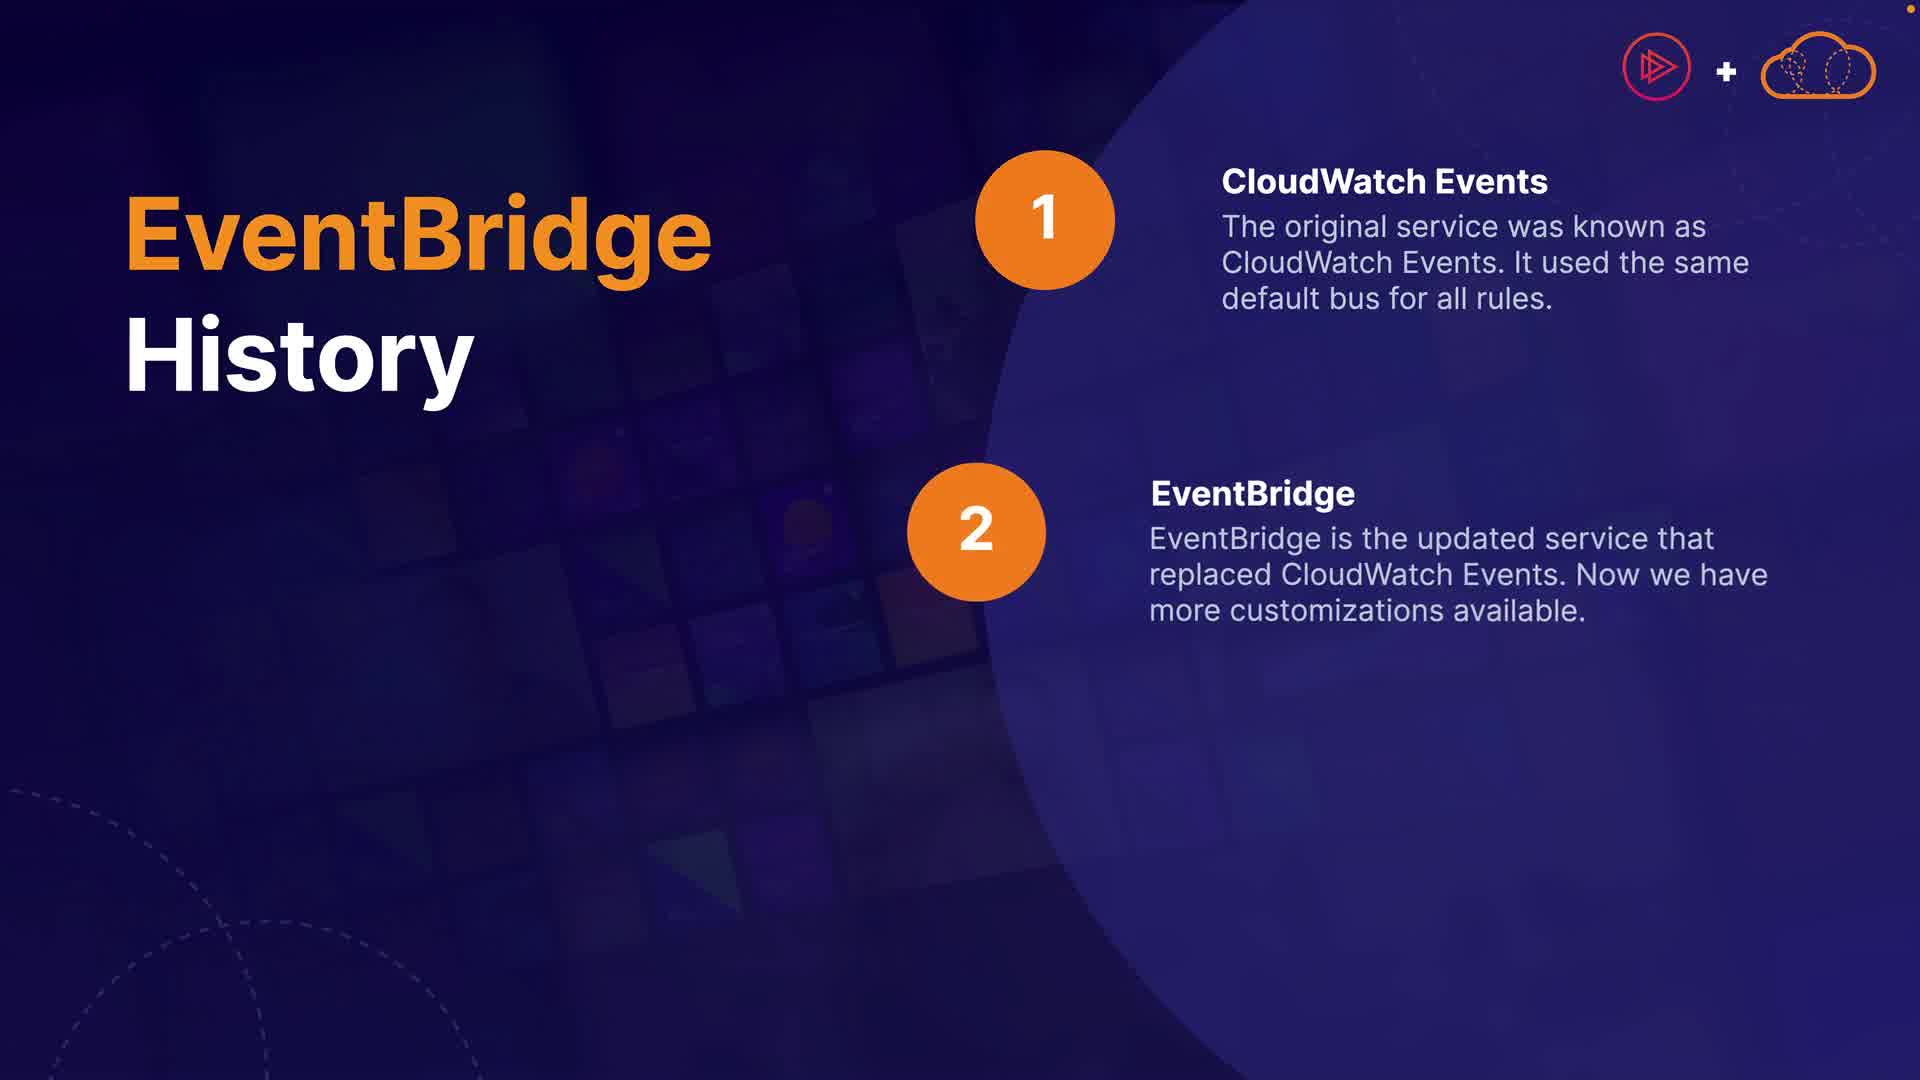 EventBridge
History
1
CloudWatch Events
The original service was known as
CloudWatch Events. It used the same
default bus for all rules.
2
EventBridge
EventBridge is the updated service that
replaced CloudWatch Events. Now we have
more customizations available.